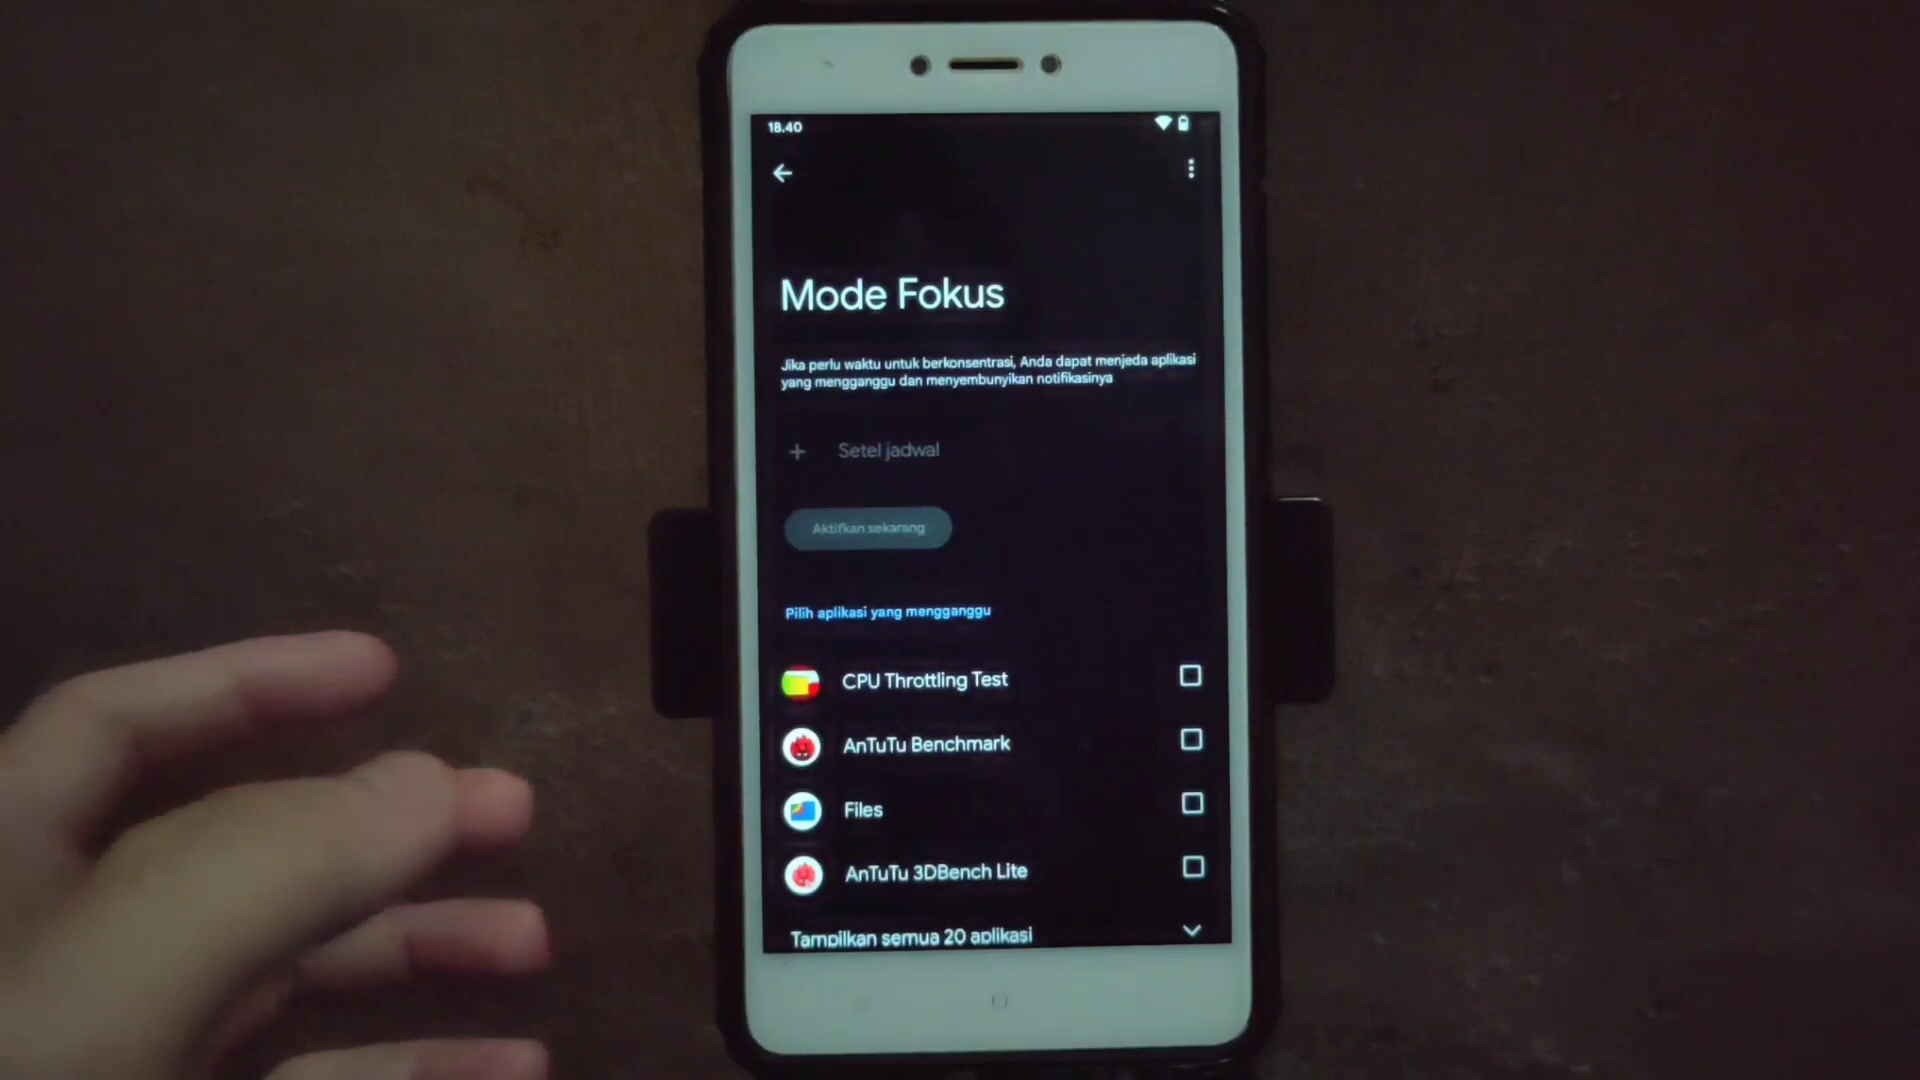 18.40
Mode Fokus
Jika perlu waktu untuk berkonsentrasi, Anda dapat menjeda aplikasi
yang mengganggu dan menyembunyikan notifikasinya
+ Setel jadwal
Aktifkan sekarang
Pilih aplikasi yang mengganggu
CPU Throttling Test
AnTuTu Benchmark
Files
AnTuTu 3DBench Lite
Tampilkan semua 20 aplikasi